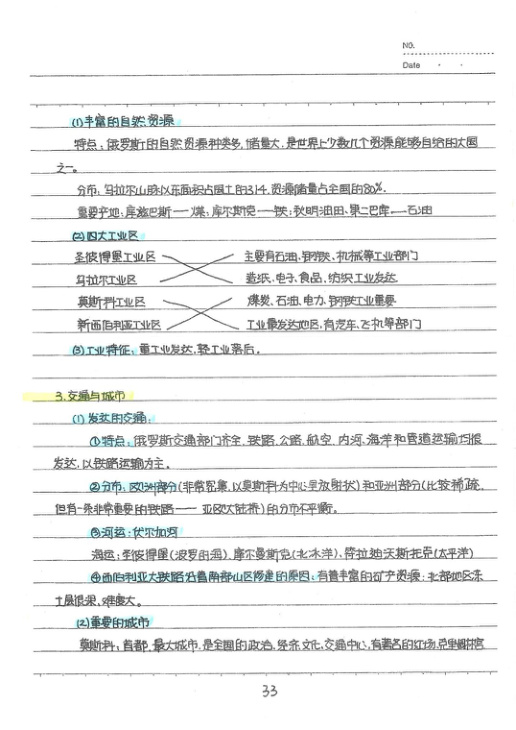 NO.
Date
(1)丰富的自然资源
特点：俄罗斯的自然资源种类多，储量大，是世界上少数几个资源能够自给的大国
之一。
分布：乌拉尔山脉以东面积占国土的3/4，资源储量占全国的80%。
重要产地：库兹巴斯——煤；库尔斯克——铁；秋明油田、第二巴库——石油
(2)四大工业区
圣彼得堡工业区 主要有石油、钢铁、机械等工业部门
乌拉尔工业区 造纸、电子、食品、纺织工业发达
莫斯科工业区 煤炭、石油、电力、钢铁工业重要
新西伯利亚工业区 工业最发达地区，有汽车、飞机等部门
(3)工业特征：重工业发达，轻工业落后。
3.交通与城市
(1)发达的交通：
①特点：俄罗斯交通部门齐全，铁路、公路、航空、内河、海洋和管道运输均很
发达，以铁路运输为主。
②分布：欧洲部分(非常密集，以莫斯科为中心呈放射状)和亚洲部分(比较稀疏，
但有一条非常重要的铁路——亚欧大陆桥)的分布不平衡。
③河运：伏尔加河
海运：圣彼得堡(波罗的海)、摩尔曼斯克(北冰洋)、符拉迪沃斯托克(太平洋)
④西伯利亚大铁路沿着南部山区修建的原因：有着丰富的矿产资源；北部地区冻
土层很深，难度大。
(2)重要的城市
莫斯科：首都，最大城市，是全国的政治、经济、文化、交通中心，有著名的红场、克里姆林宫
33